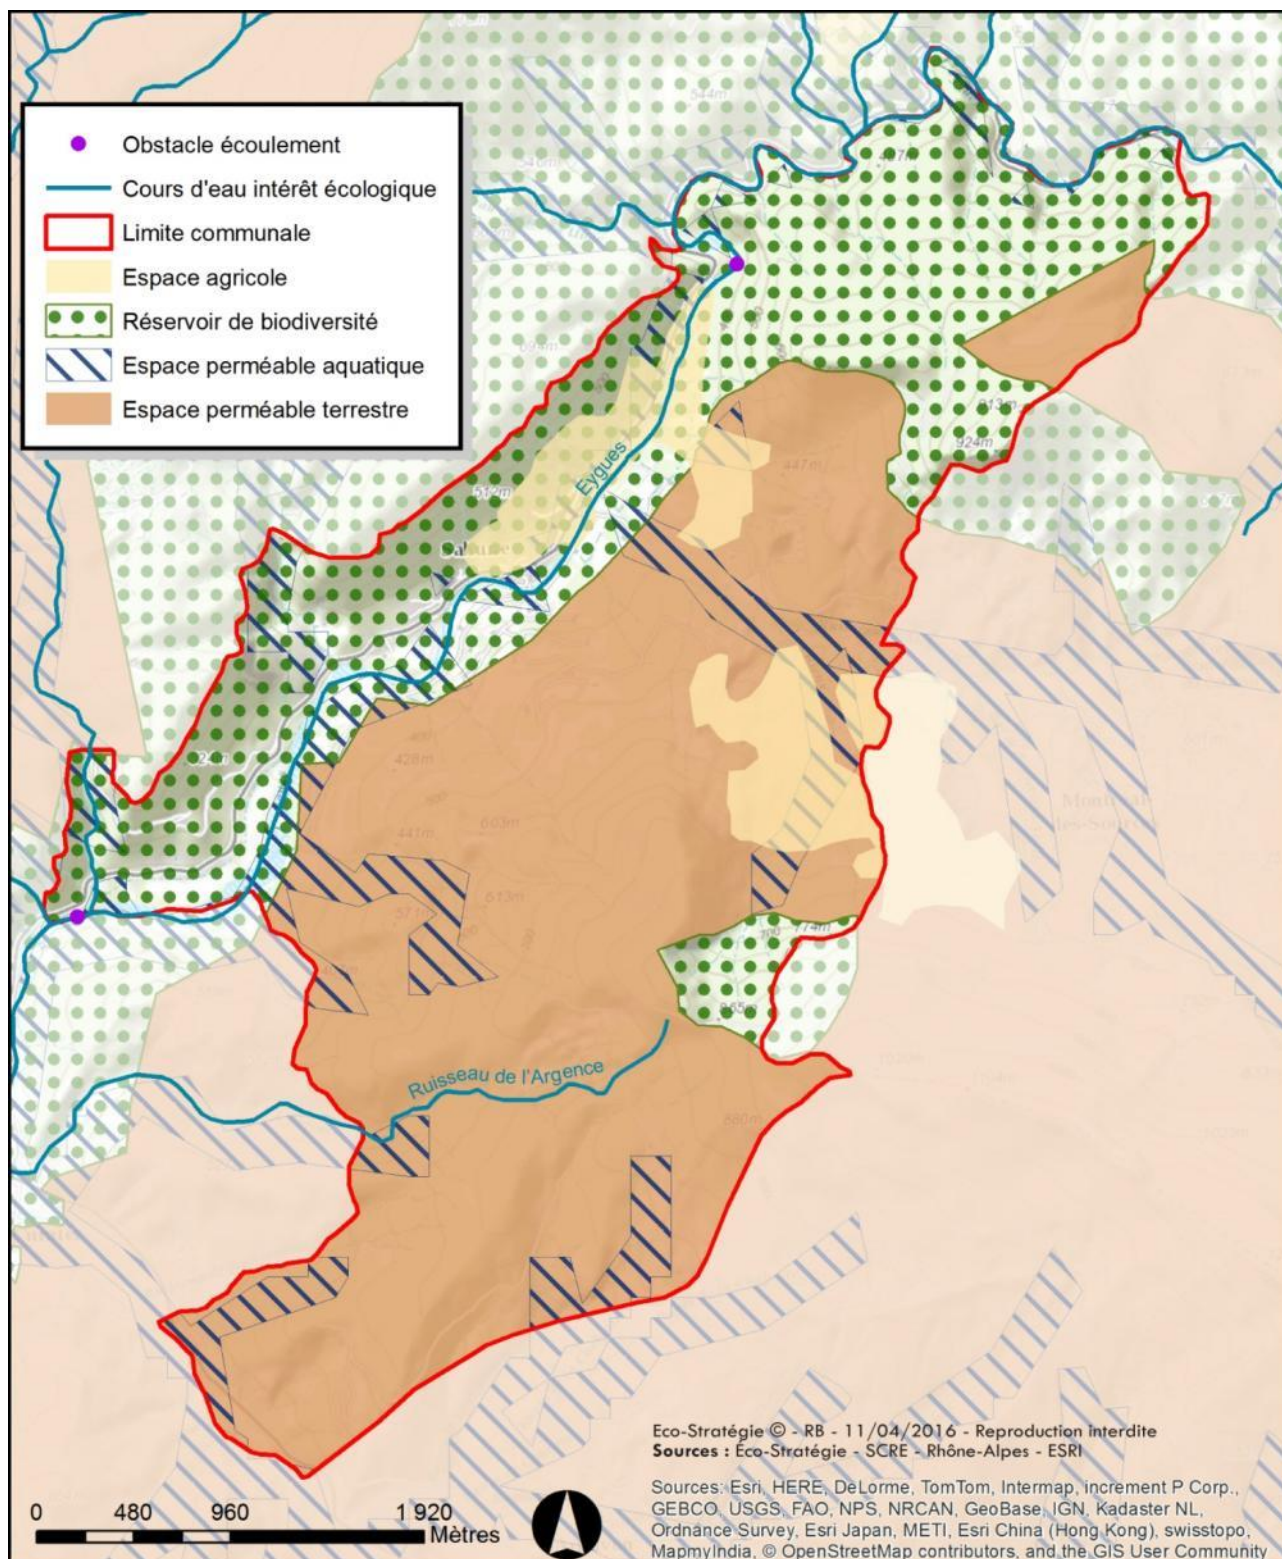 Obstacle écoulement
Cours d'eau intérêt écologique
Limite communale
Espace agricole
Réservoir de biodiversité
Espace perméable aquatique
Espace perméable terrestre
544m
924m
447m
512m
Eygues
428m
441m
603m
613m
571m
700
774m
Ruisseau de l'Argence
880m
Eco-Stratégie © - RB - 11/04/2016 - Reproduction interdite
Sources : Éco-Stratégie - SCRE - Rhône-Alpes - ESRI
Sources: Esri, HERE, DeLorme, TomTom, Intermap, increment P Corp.,
GEBCO, USGS, FAO, NPS, NRCAN, GeoBase, IGN, Kadaster NL,
Ordnance Survey, Esri Japan, METI, Esri China (Hong Kong), swisstopo,
MapmyIndia, © OpenStreetMap contributors, and the GIS User Community
0 480 960 1 920
Mètres